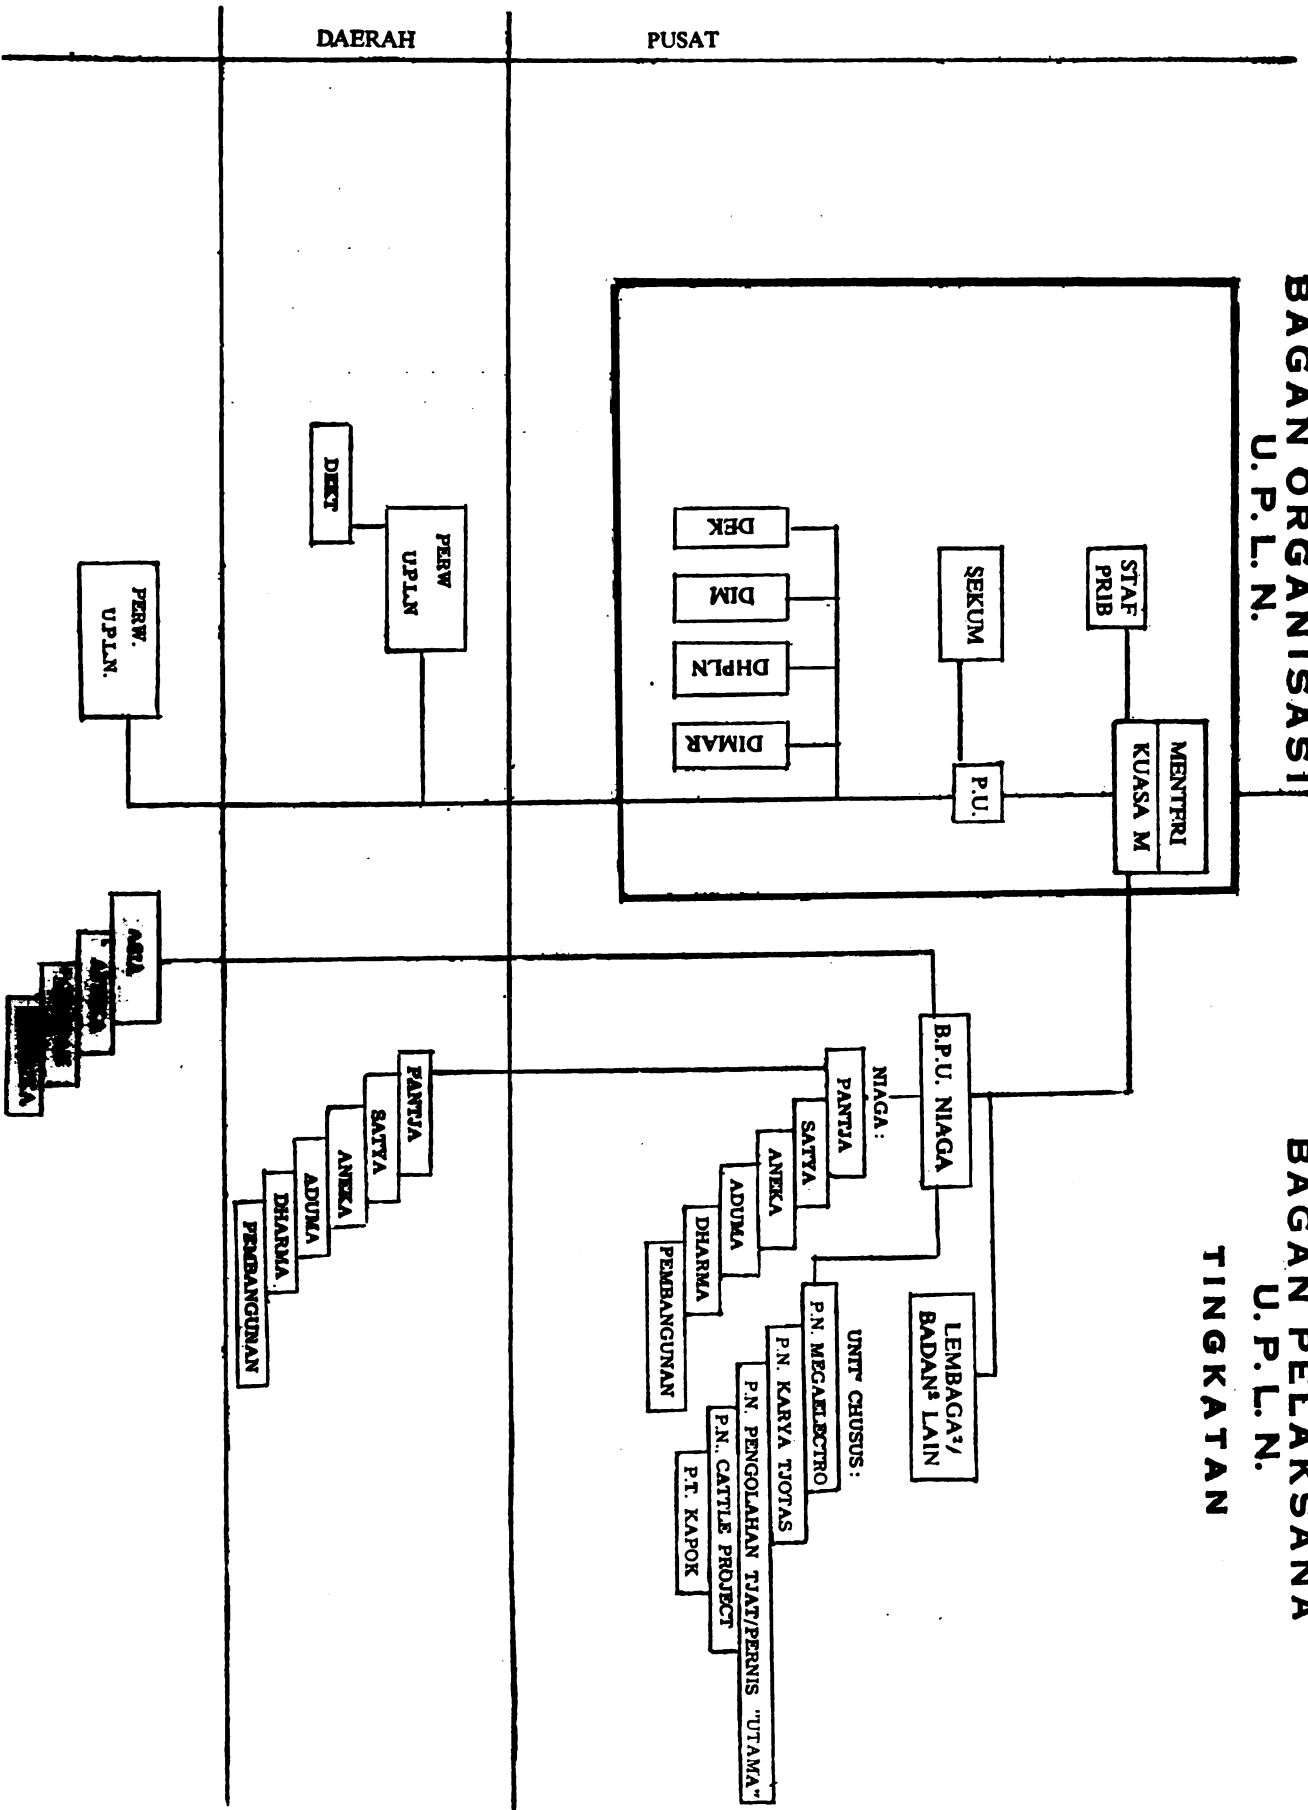 BAGAN ORGANISASI
U. P. L. N.
BAGAN PELAKSANA
U. P. L. N.
TINGKATAN
PUSAT
MENTERI
KUASA M
STAF
PRIB
P.U.
SEKUM
DEK
DIM
DHPLN
DIMAR
LEMBAGA²/
BADAN² LAIN
B.P.U. NIAGA
NIAGA :
PANTJA
SATYA
ANEKA
ADUMA
DHARMA
PEMBANGUNAN
UNIT² CHUSUS :
P.N. MEGAELECTRO
P.N. KARYA TJOTAS
P.N. PENGOLAHAN TJAT/PERNIS "UTAMA"
P.N.. CATTLE PROJECT
P.T. KAPOK
DAERAH
PERW
U.P.L.N
DEKT
PANTJA
SATYA
ANEKA
ADUMA
DHARMA
PEMBANGUNAN
PERW.
U.P.L.N.
ASIA